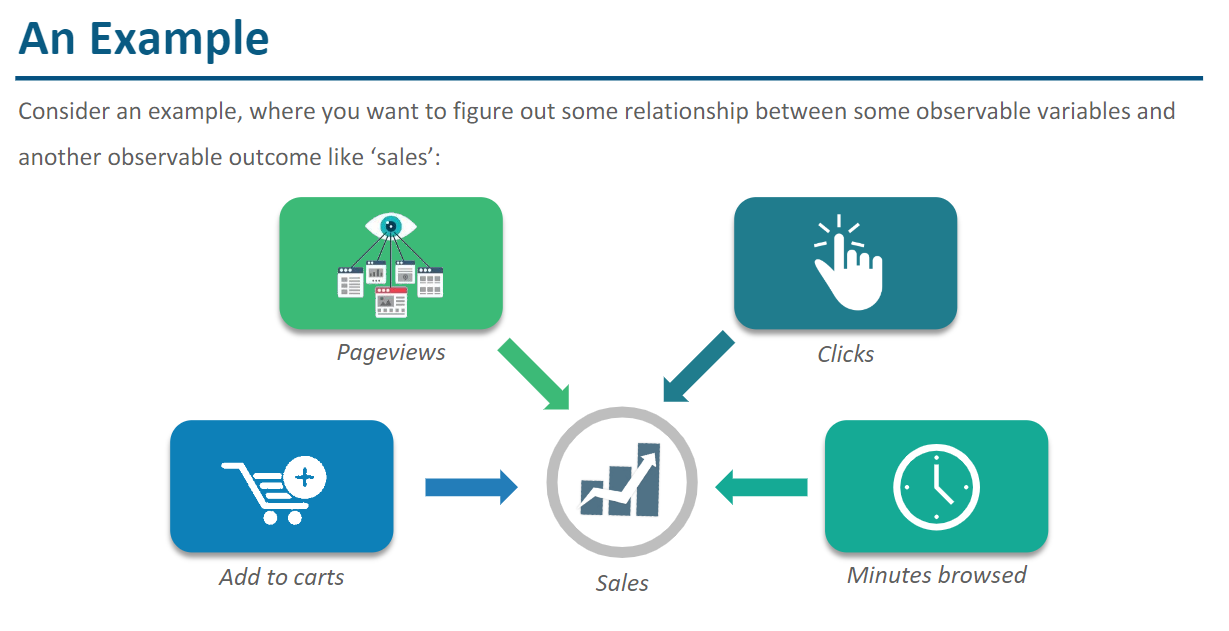 An Example
Consider an example, where you want to figure out some relationship between some observable variables and
another observable outcome like ‘sales’:
Pageviews
Clicks
Add to carts
Sales
Minutes browsed